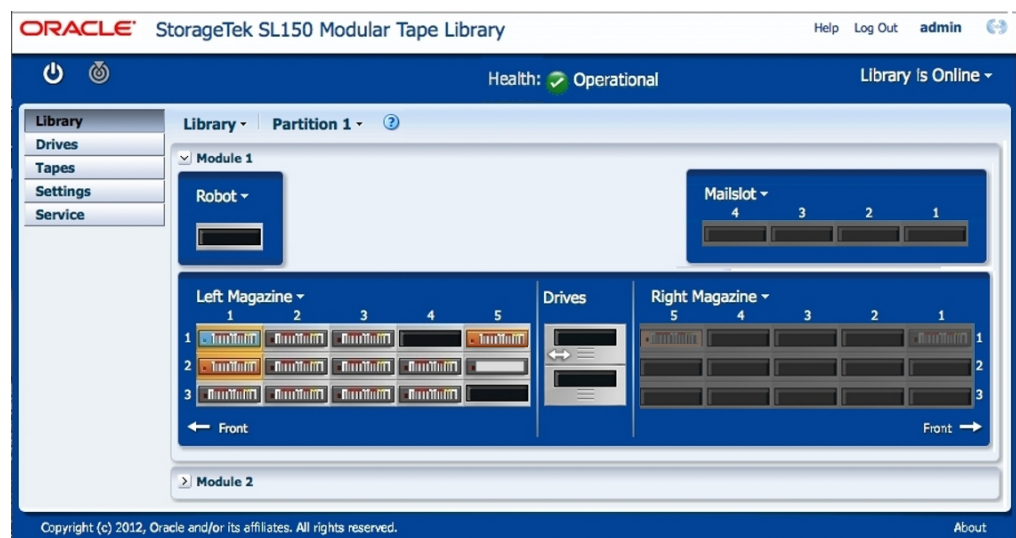 ORACLE® StorageTek SL150 Modular Tape Library Help Log Out admin
Health: Operational Library Is Online
Library
Drives
Tapes
Settings
Service
Library Partition 1 ?
Module 1
Robot
Mailslot
4 3 2 1
Left Magazine
1 2 3 4 5
1
2
3
← Front
Drives
Right Magazine
5 4 3 2 1
1
2
3
Front →
Module 2
Copyright (c) 2012, Oracle and/or its affiliates. All rights reserved. About